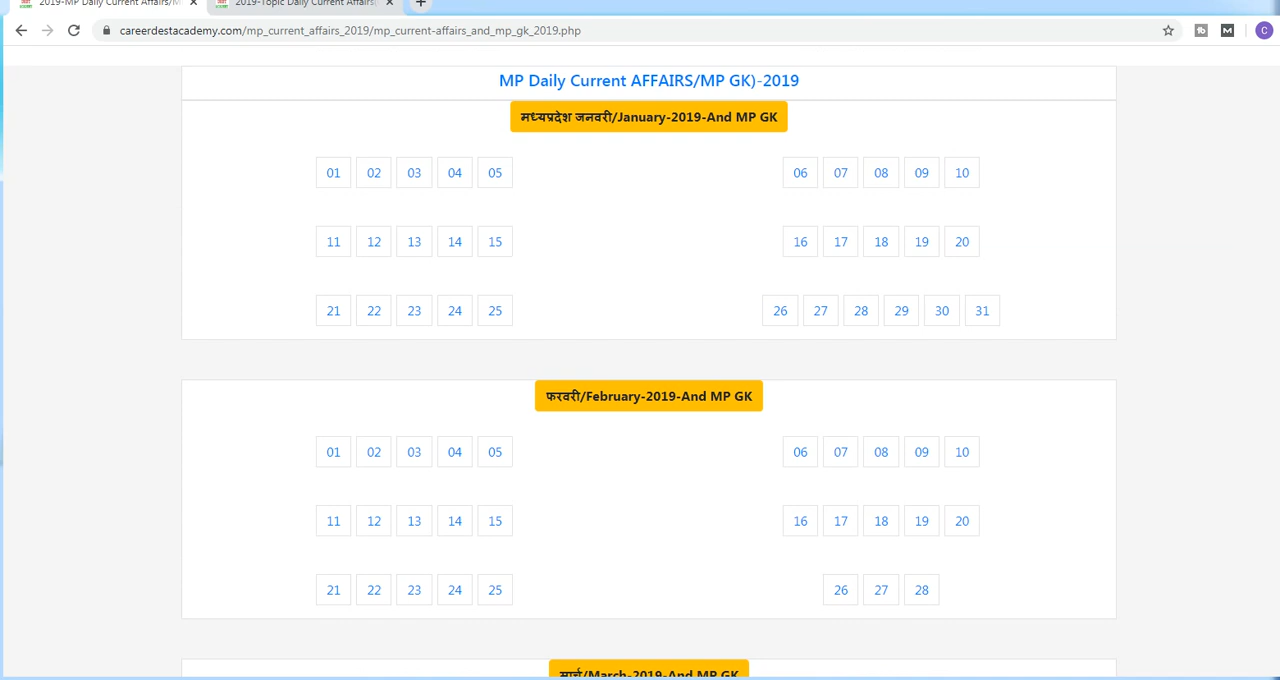 2019-MP Daily Current Affairs/M
2019-Topic Daily Current Affairs
careerdestacademy.com/mp_current_affairs_2019/mp_current-affairs_and_mp_gk_2019.php
C
MP Daily Current AFFAIRS/MP GK)-2019
मध्यप्रदेश जनवरी/January-2019-And MP GK
01 02 03 04 05 06 07 08 09 10
11 12 13 14 15 16 17 18 19 20
21 22 23 24 25 26 27 28 29 30 31
फरवरी/February-2019-And MP GK
01 02 03 04 05 06 07 08 09 10
11 12 13 14 15 16 17 18 19 20
21 22 23 24 25 26 27 28
मार्च/March-2019-And MP GK